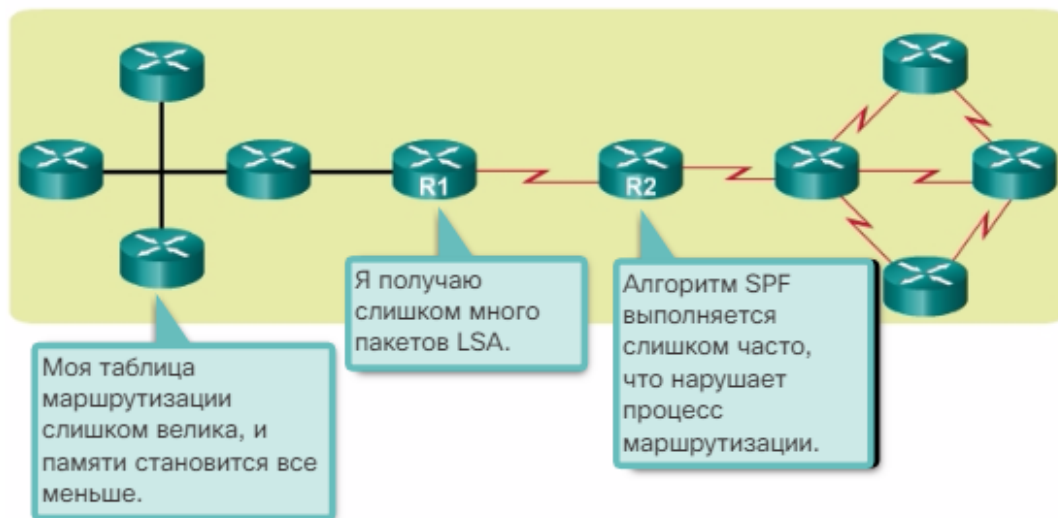 R1
R2
Моя таблица
маршрутизации
слишком велика, и
памяти становится все
меньше.
Я получаю
слишком много
пакетов LSA.
Алгоритм SPF
выполняется
слишком часто,
что нарушает
процесс
маршрутизации.